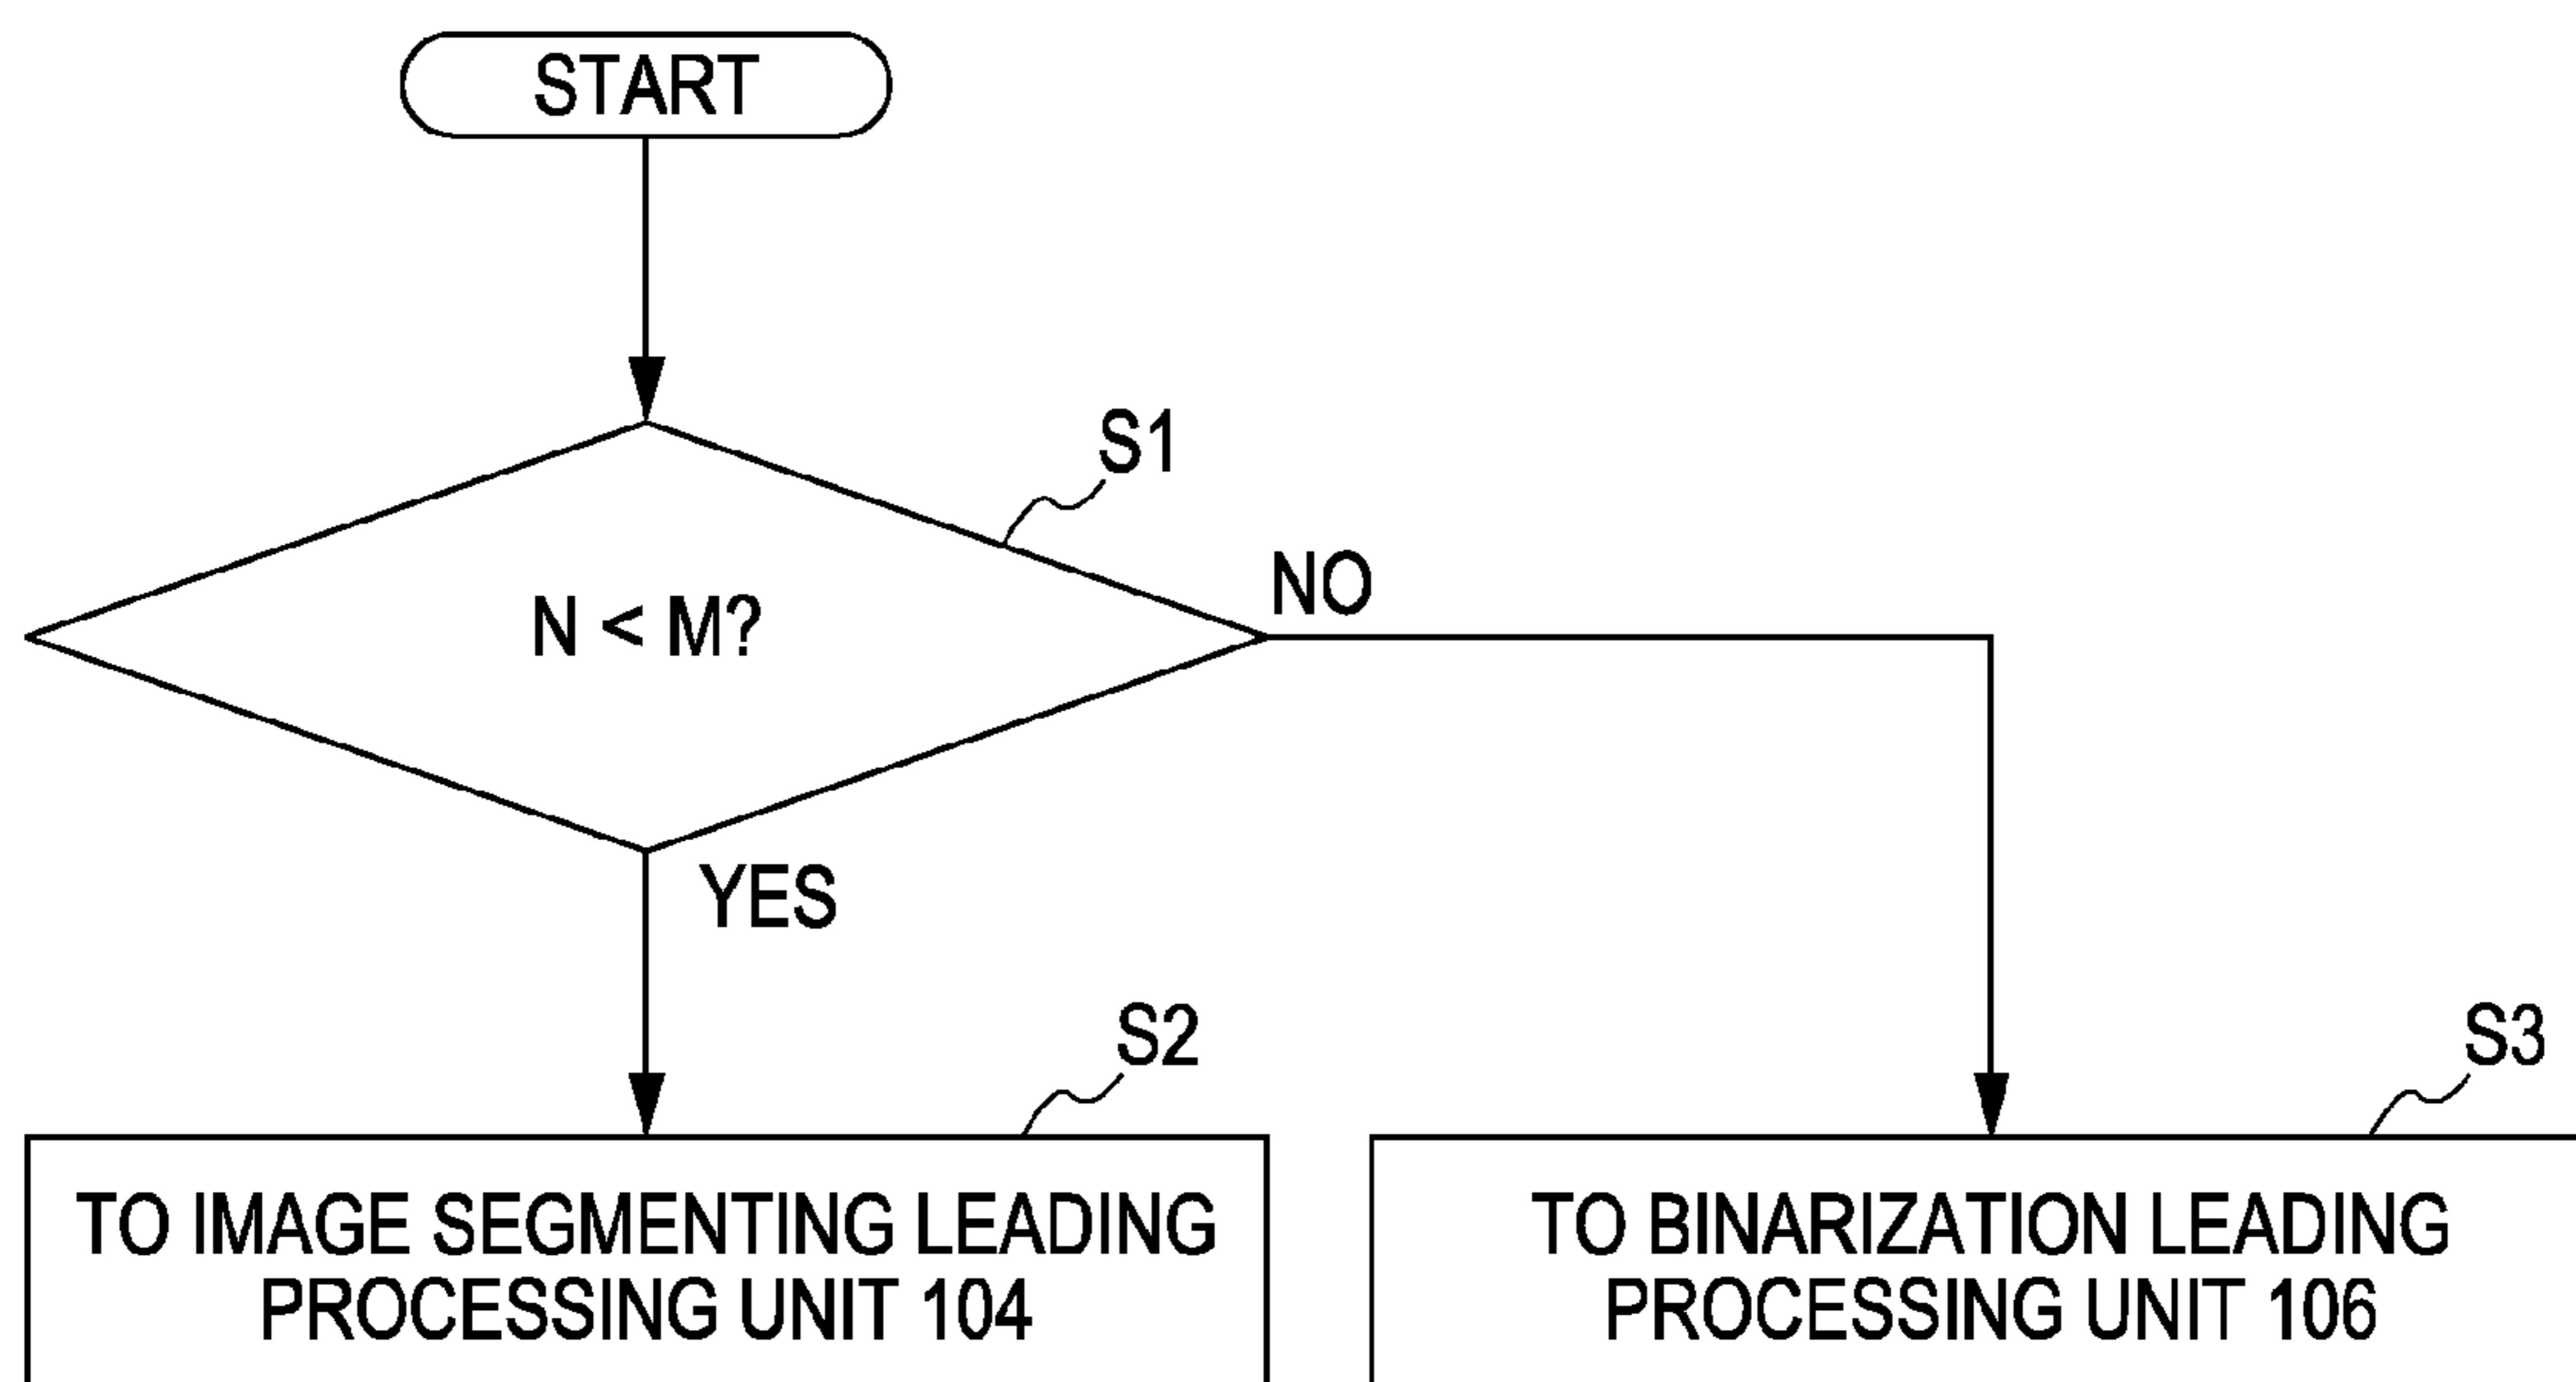 START
S1
N < M?
NO
YES
S2
TO IMAGE SEGMENTING LEADING
PROCESSING UNIT 104
S3
TO BINARIZATION LEADING
PROCESSING UNIT 106